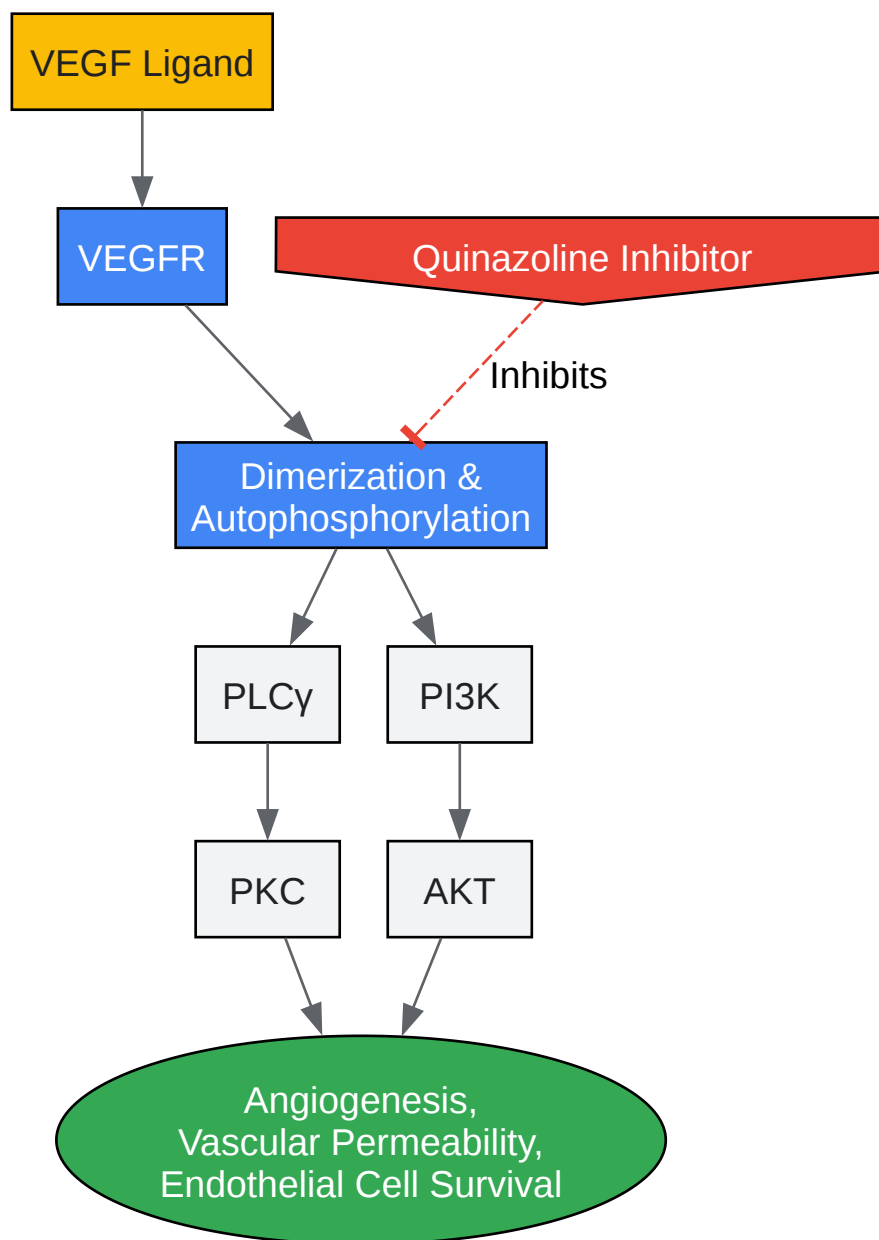 VEGF Ligand
VEGFR
Quinazoline Inhibitor
Inhibits
Dimerization &
Autophosphorylation
PLCγ
PI3K
PKC
AKT
Angiogenesis,
Vascular Permeability,
Endothelial Cell Survival